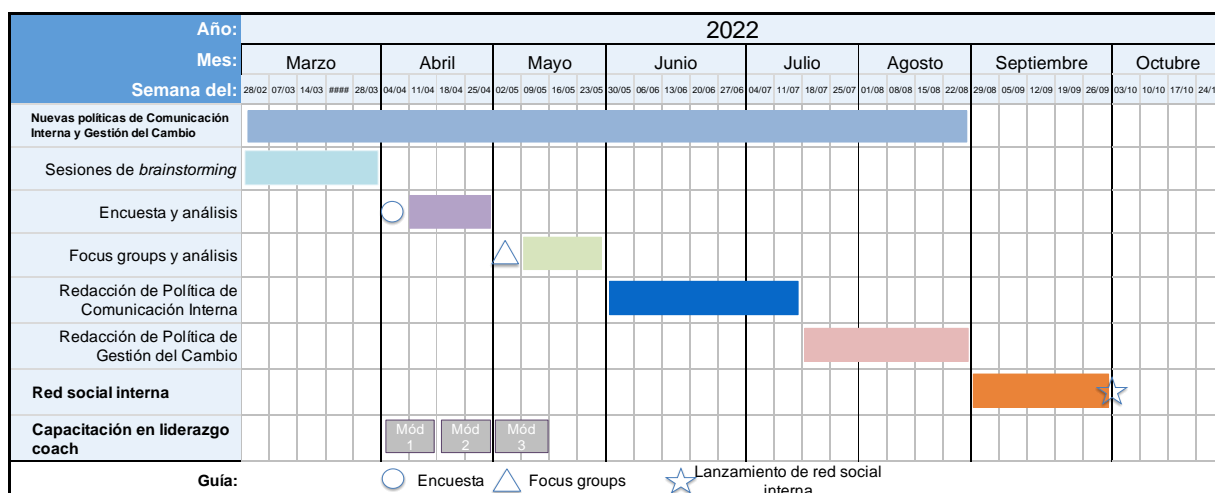 Año: 2022
Mes: Marzo Abril Mayo Junio Julio Agosto Septiembre Octubre
Semana del: 28/02 07/03 14/03 #### 28/03 04/04 11/04 18/04 25/04 02/05 09/05 16/05 23/05 30/05 06/06 13/06 20/06 27/06 04/07 11/07 18/07 25/07 01/08 08/08 15/08 22/08 29/08 05/09 12/09 19/09 26/09 03/10 10/10 17/10 24/1
Nuevas políticas de Comunicación
Interna y Gestión del Cambio
Sesiones de brainstorming
Encuesta y análisis
Focus groups y análisis
Redacción de Política de
Comunicación Interna
Redacción de Política de
Gestión del Cambio
Red social interna
Capacitación en liderazgo
coach
Mód
1
Mód
2
Mód
3
Guía:
Encuesta
Focus groups
Lanzamiento de red social
interna